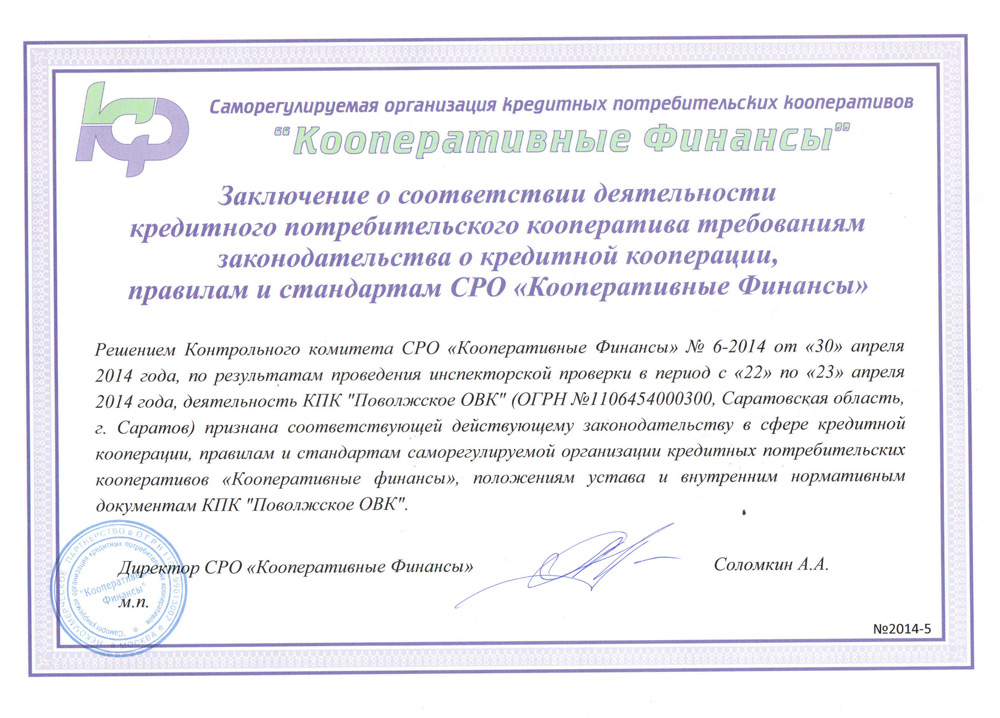 Саморегулируемая организация кредитных потребительских кооперативов
"Кооперативные Финансы"
Заключение о соответствии деятельности
кредитного потребительского кооператива требованиям
законодательства о кредитной кооперации,
правилам и стандартам СРО «Кооперативные Финансы»
Решением Контрольного комитета СРО «Кооперативные Финансы» № 6-2014 от «30» апреля
2014 года, по результатам проведения инспекторской проверки в период с «22» по «23» апреля
2014 года, деятельность КПК "Поволжское ОВК" (ОГРН №1106454000300, Саратовская область,
г. Саратов) признана соответствующей действующему законодательству в сфере кредитной
кооперации, правилам и стандартам саморегулируемой организации кредитных потребительских
кооперативов «Кооперативные финансы», положениям устава и внутренним нормативным
документам КПК "Поволжское ОВК".
Директор СРО «Кооперативные Финансы» Соломкин А.А.
м.п.
"Кооперативные
Финансы"
№2014-5